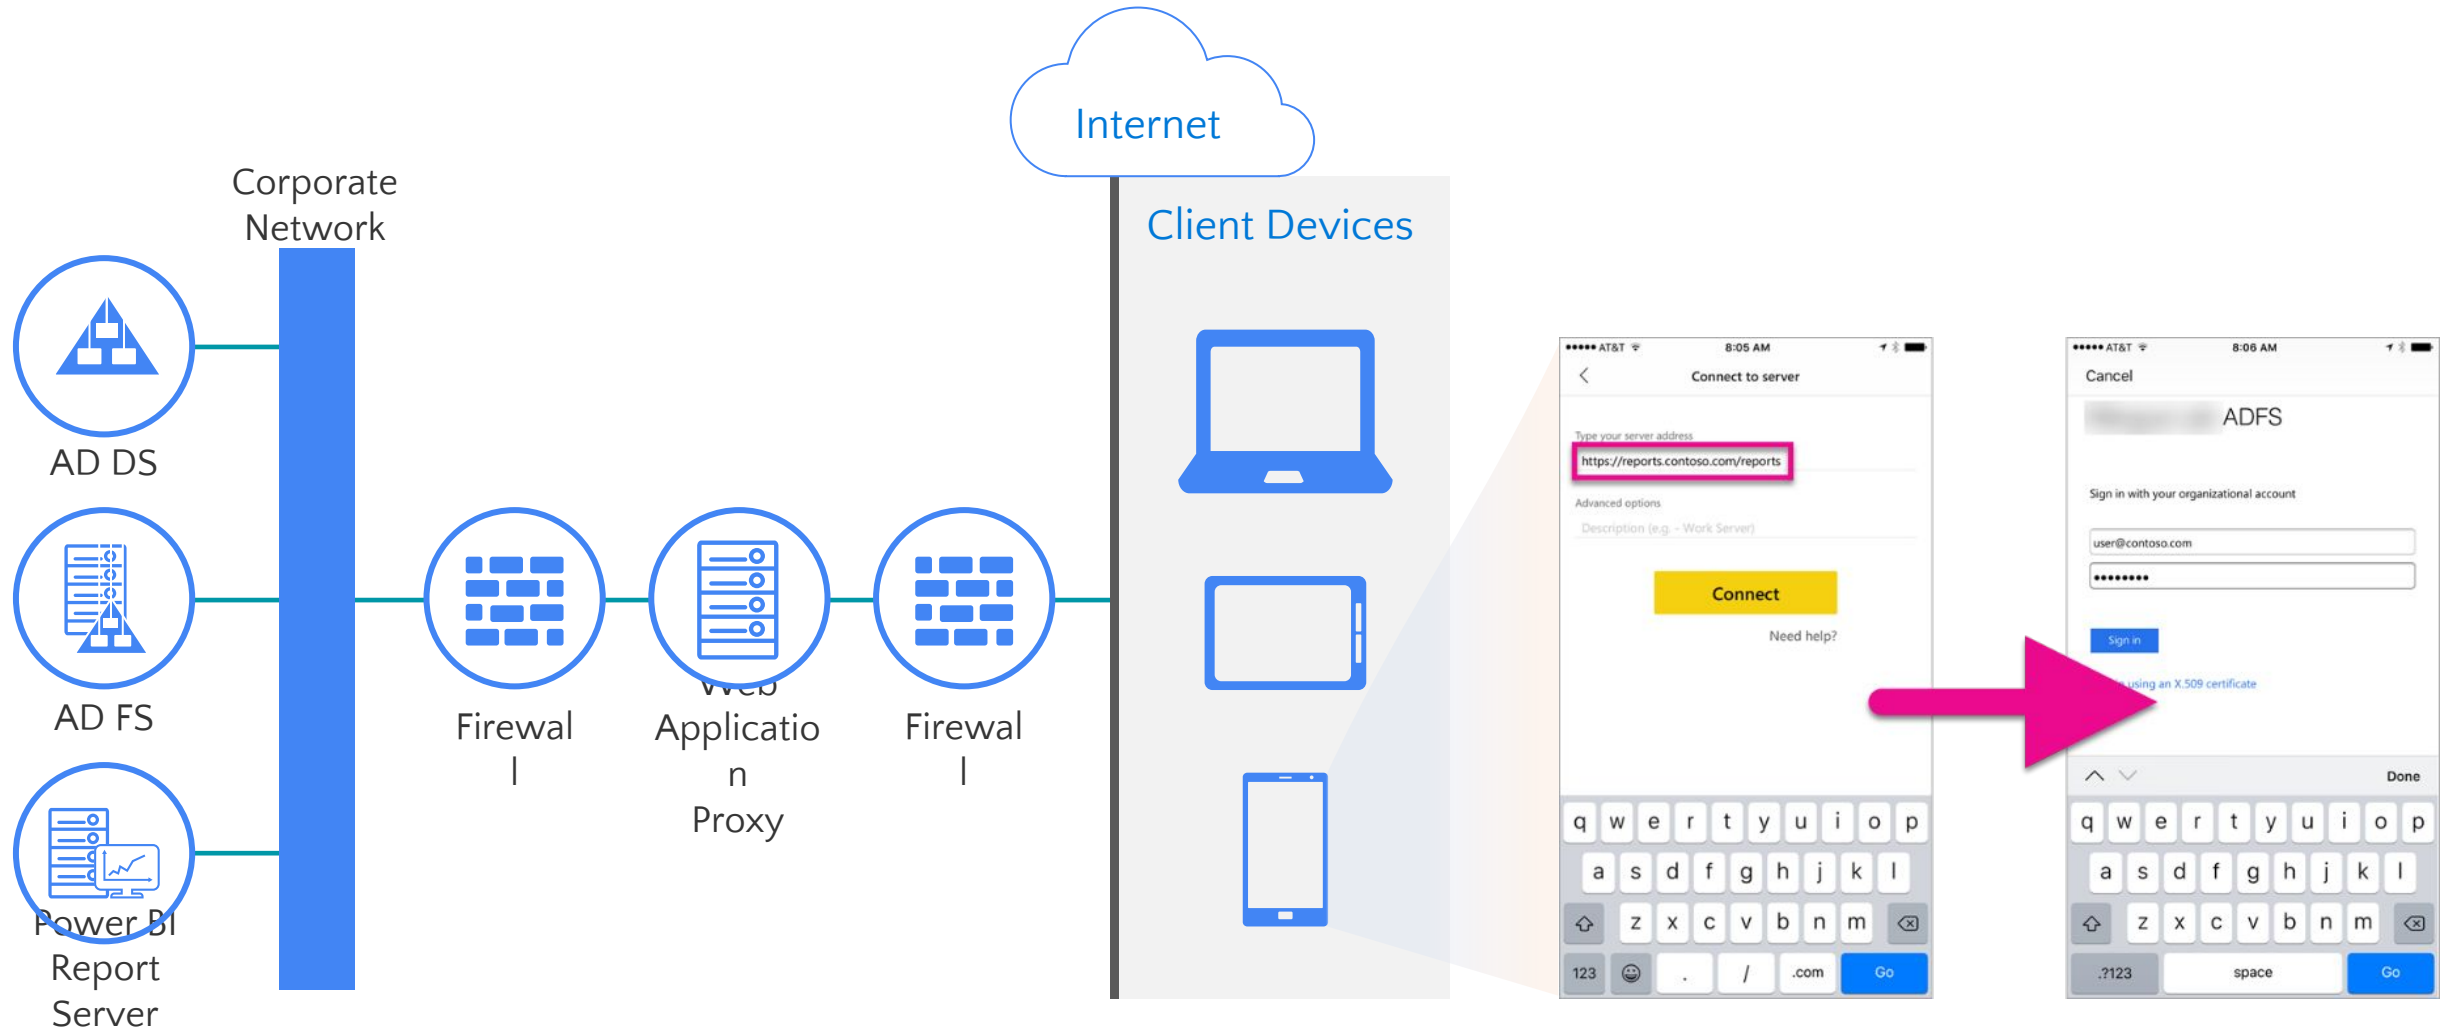 Internet
Corporate
Network
Client Devices
AD DS
AD FS
Power BI
Report
Server
Firewal
l
Web
Applicatio
n
Proxy
Firewal
l
AT&T
8:05 AM
Connect to server
Type your server address
https://reports.contoso.com/reports
Advanced options
Description (e.g. - Work Server)
Connect
Need help?
q w e r t y u i o p
a s d f g h j k l
z x c v b n m
123 . / .com Go
AT&T
8:06 AM
Cancel
ADFS
Sign in with your organizational account
user@contoso.com
Sign in
using an X.509 certificate
Done
q w e r t y u i o p
a s d f g h j k l
z x c v b n m
.?123 space Go